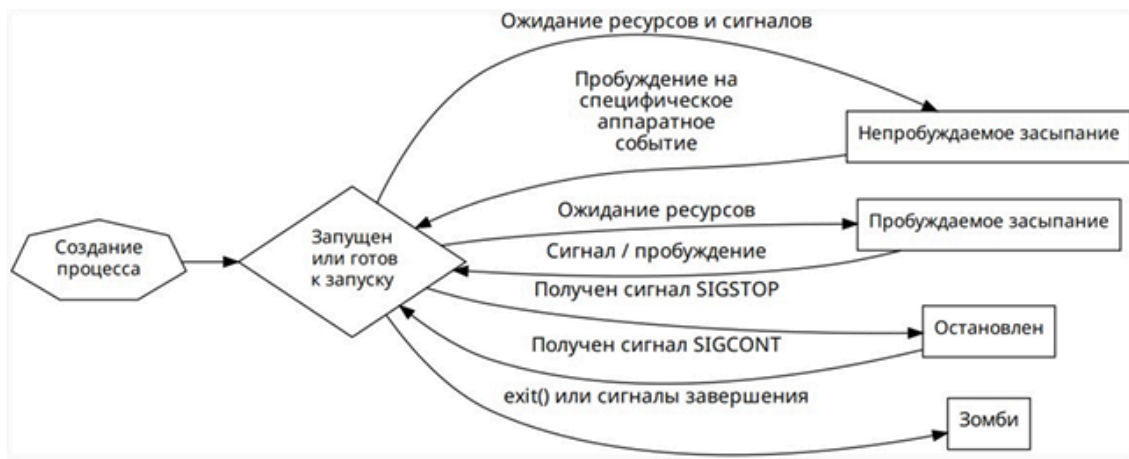 Ожидание ресурсов и сигналов
Пробуждение на
специфическое
аппаратное
событие
Непробуждаемое засыпание
Создание
процесса
Запущен
или готов
к запуску
Ожидание ресурсов
Пробуждаемое засыпание
Сигнал / пробуждение
Получен сигнал SIGSTOP
Остановлен
Получен сигнал SIGCONT
exit() или сигналы завершения
Зомби